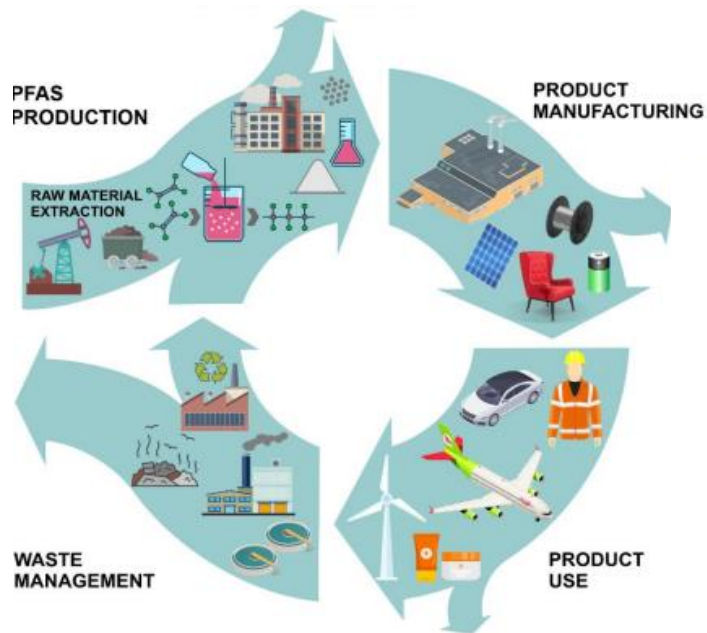 PFAS
PRODUCTION
RAW MATERIAL
EXTRACTION
PRODUCT
MANUFACTURING
WASTE
MANAGEMENT
PRODUCT
USE